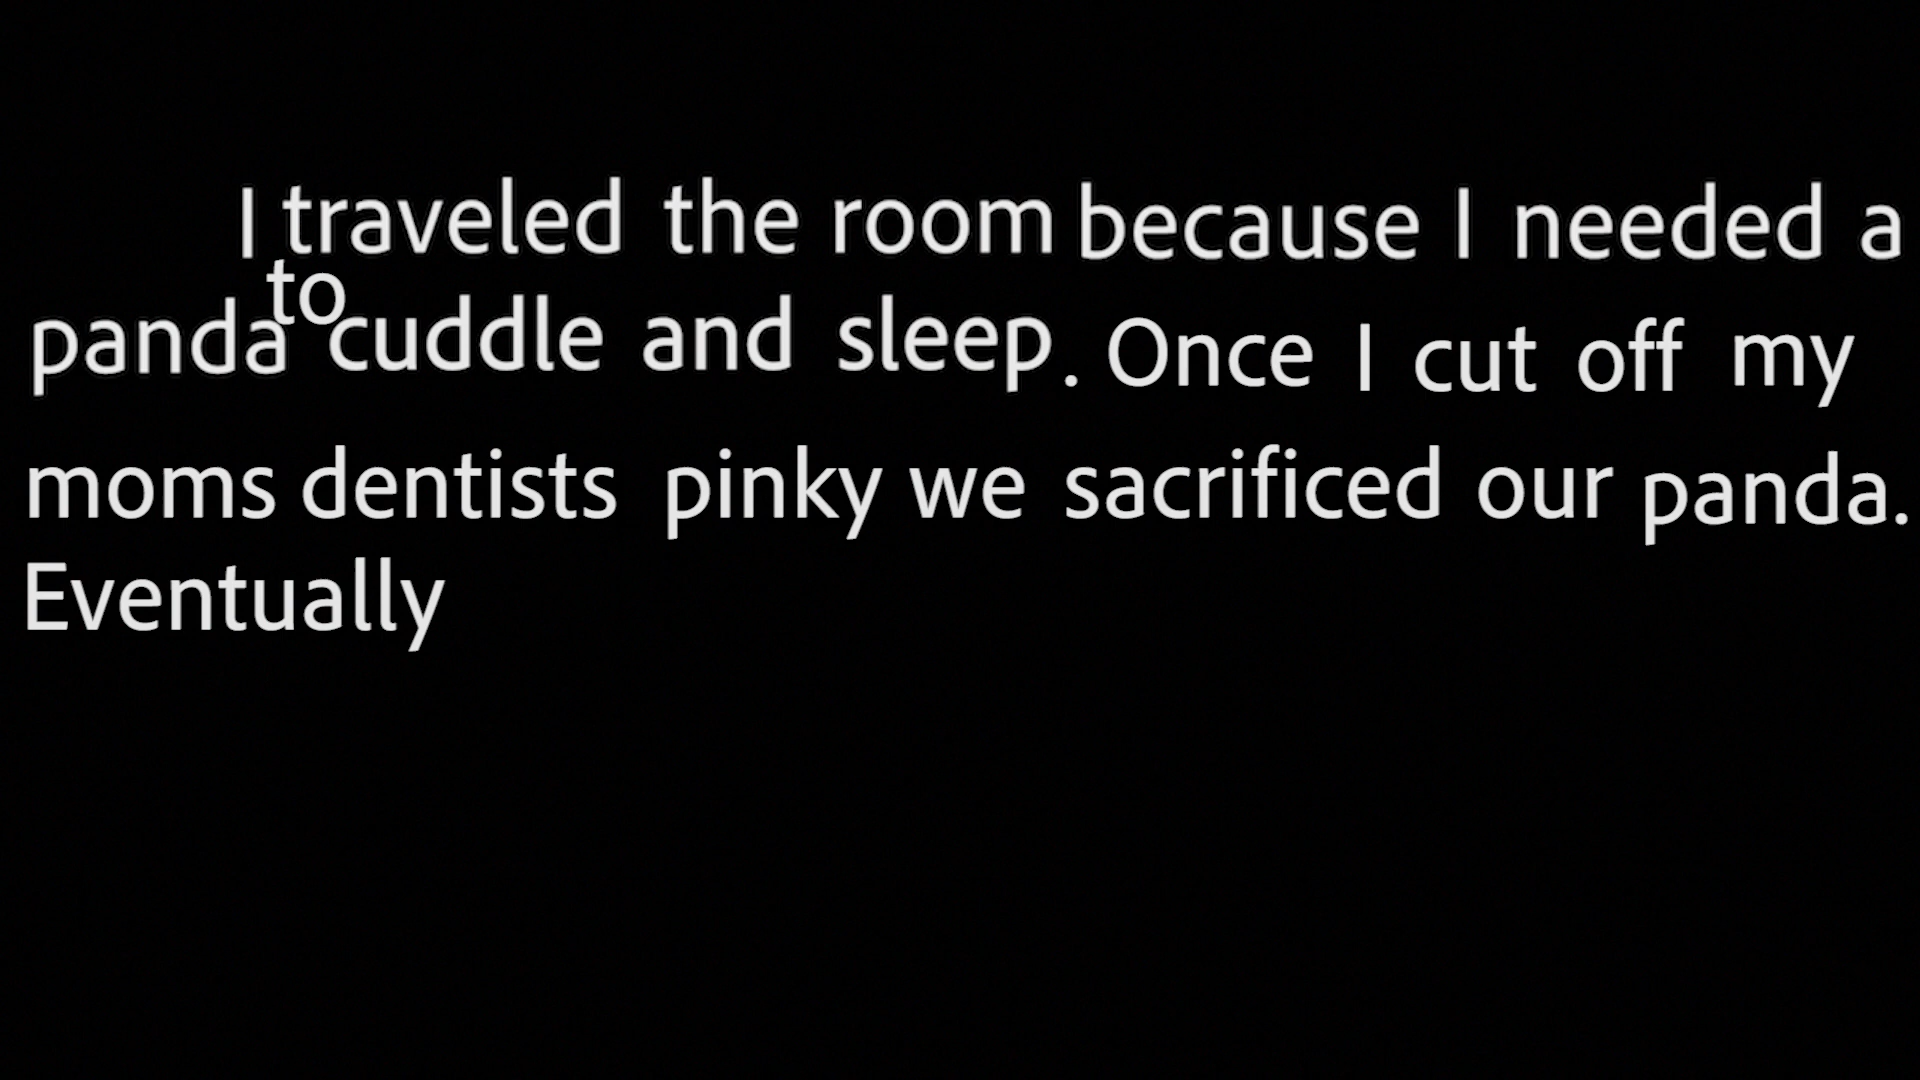 I traveled the room because I needed a
panda to cuddle and sleep. Once I cut off my
moms dentists pinky we sacrificed our panda.
Eventually